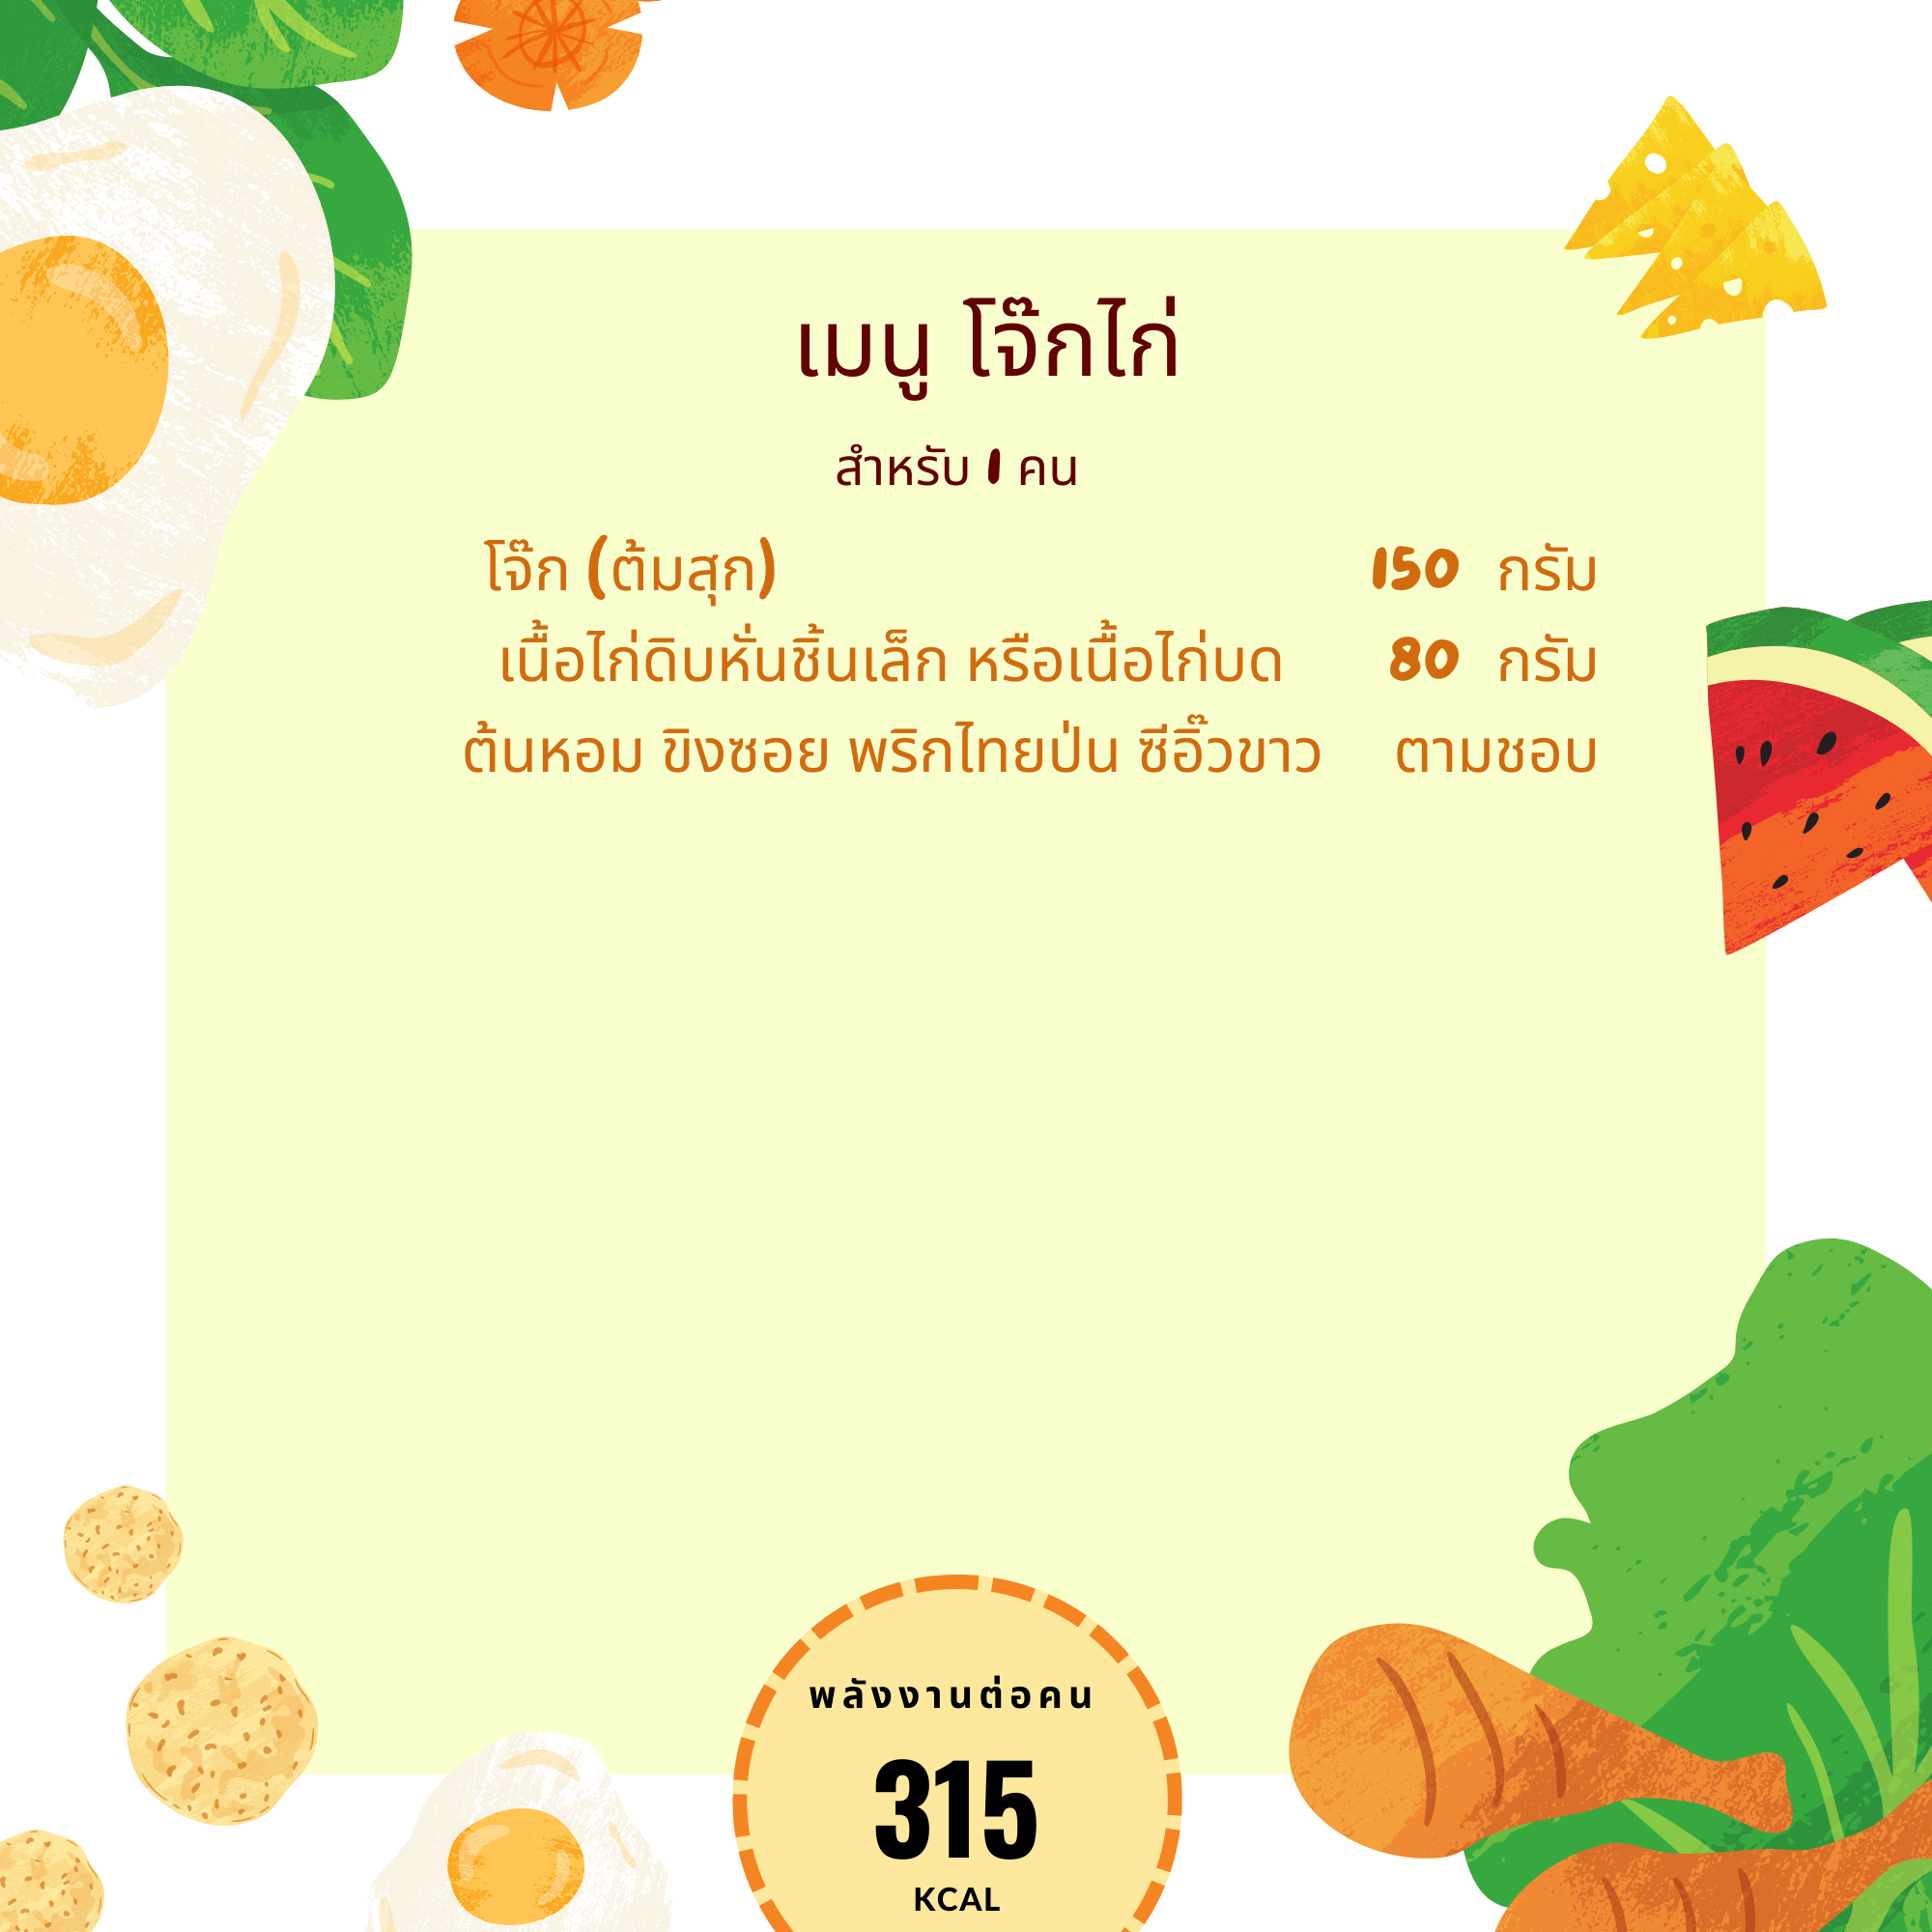 เมนู โจ๊กไก่
สำหรับ 1 คน
โจ๊ก (ต้มสุก) 150 กรัม
เนื้อไก่ดิบหั่นชิ้นเล็ก หรือเนื้อไก่บด 80 กรัม
ต้นหอม ขิงซอย พริกไทยป่น ซีอิ๊วขาว ตามชอบ
พลังงานต่อคน
315
KCAL